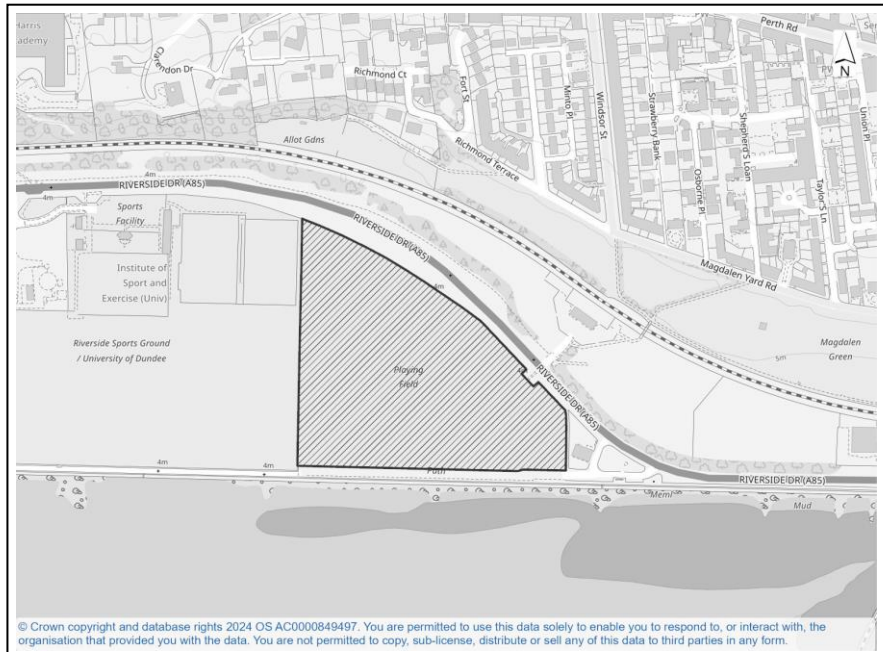 Harris
Academy
Clarendon Dr
Richmond Ct
Fort St
Minto Pl
Windsor St
Perth Rd
N
Strawberry Bank
Shepherd'S Loan
Union Pl
Osborne Pl
Taylor'S Ln
Allot Gdns
Richmond Terrace
4m
RIVERSIDE DR (A85)
4m
Sports
Facility
RIVERSIDE DR (A85)
Magdalen Yard Rd
Institute of
Sport and
Exercise (Univ)
4m
Riverside Sports Ground
/ University of Dundee
Playing
Field
Magdalen
Green
5m
RIVERSIDE DR (A85)
4m
4m
Path
RIVERSIDE DR (A85)
Meml
Mud
© Crown copyright and database rights 2024 OS AC0000849497. You are permitted to use this data solely to enable you to respond to, or interact with, the
organisation that provided you with the data. You are not permitted to copy, sub-license, distribute or sell any of this data to third parties in any form.